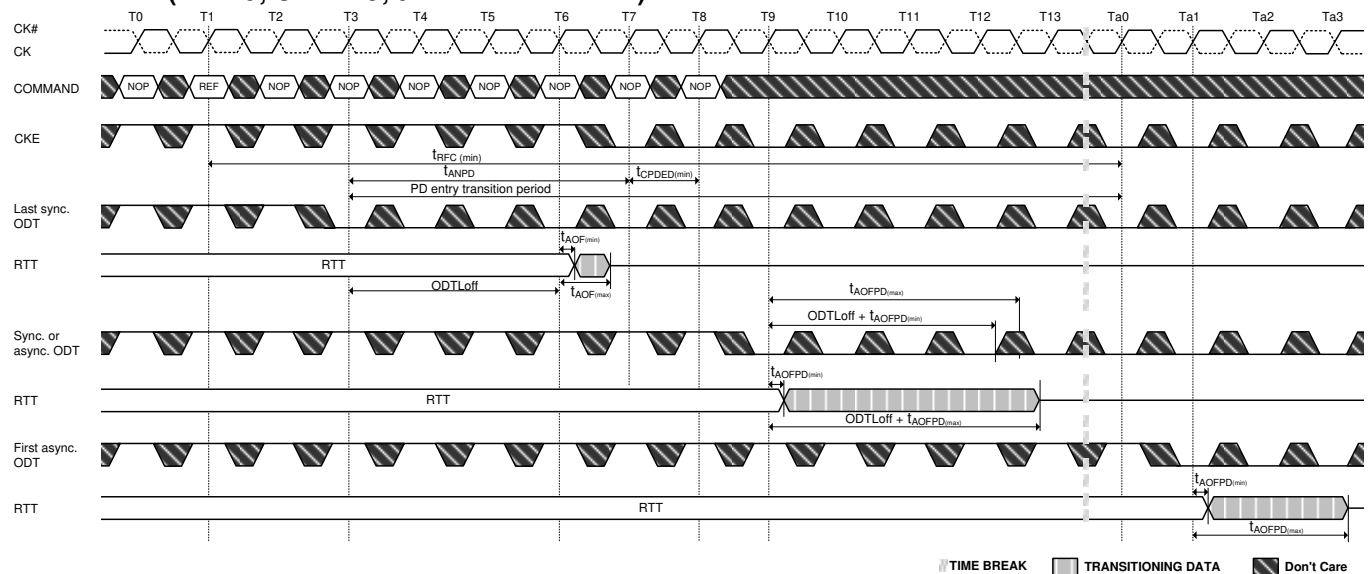 T0 T1 T2 T3 T4 T5 T6 T7 T8 T9 T10 T11 T12 T13 Ta0 Ta1 Ta2 Ta3
CK#
CK
COMMAND NOP REF NOP NOP NOP NOP NOP NOP NOP
CKE
tRFC (min)
tANPD tCPDED(min)
PD entry transition period
Last sync.
ODT
tAOF(min)
RTT RTT
ODTLoff tAOF(max)
tAOFPD(max)
ODTLoff + tAOFPD(min)
Sync. or
async. ODT
tAOFPD(min)
RTT RTT
ODTLoff + tAOFPD(max)
First async.
ODT
tAOFPD(min)
RTT RTT
tAOFPD(max)
TIME BREAK TRANSITIONING DATA Don't Care